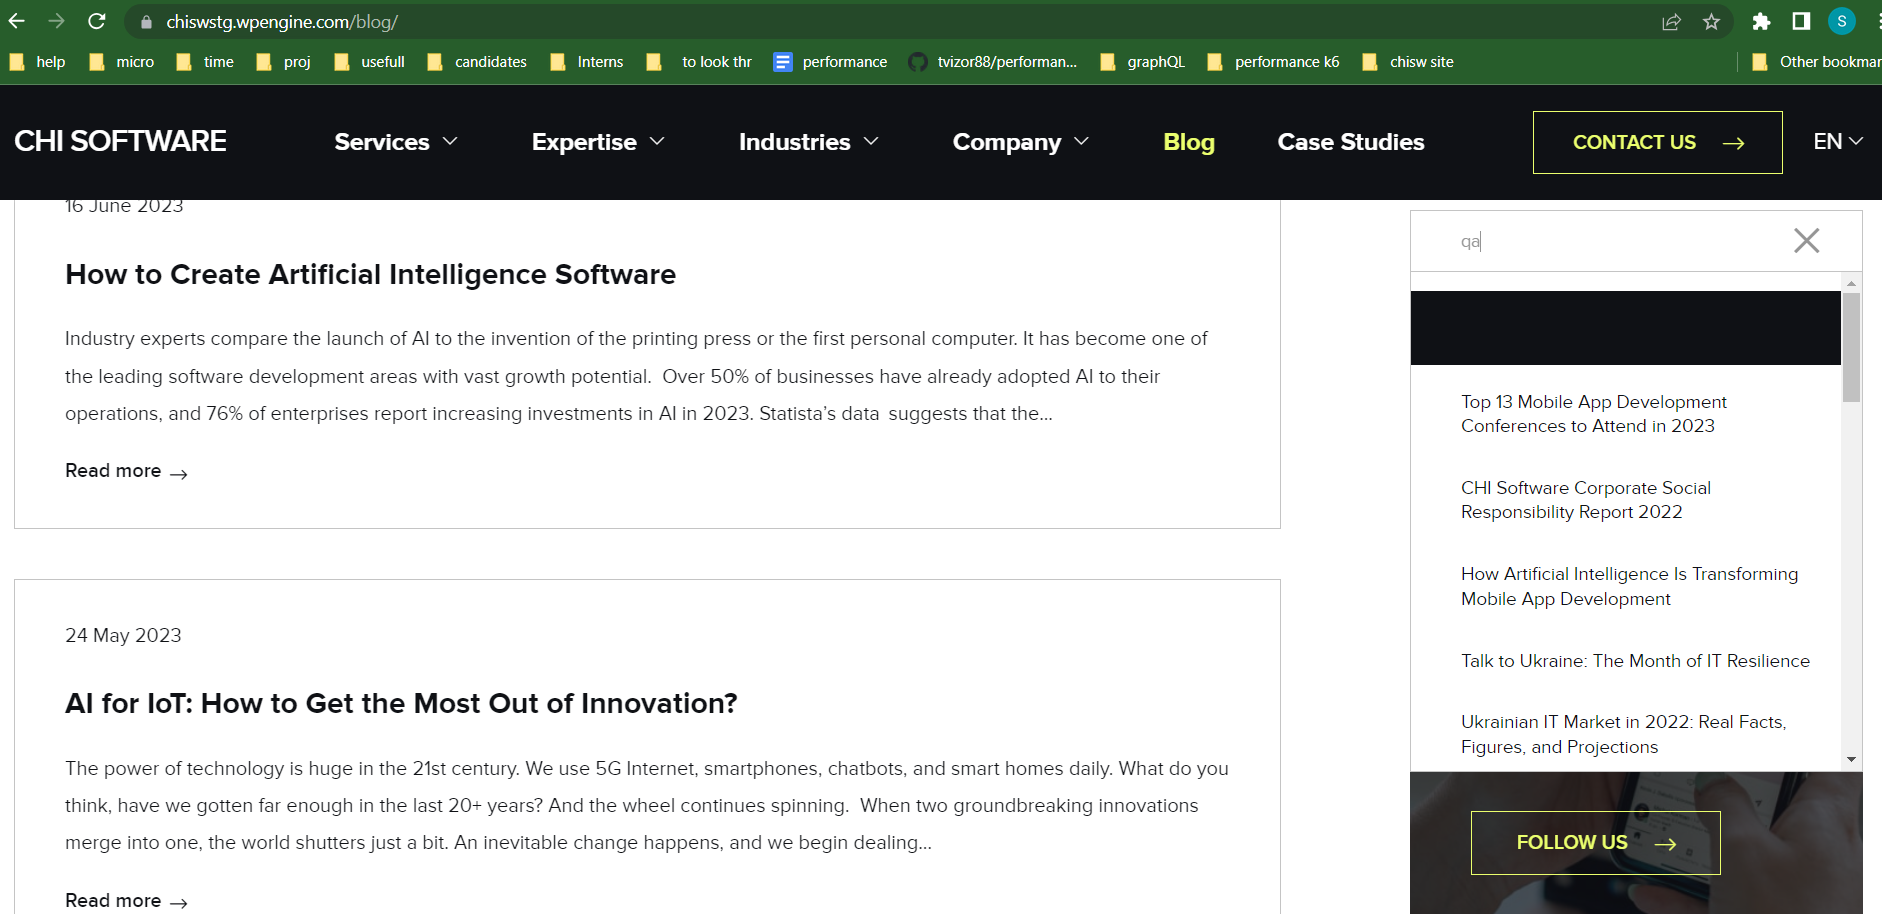 chiswstg.wpengine.com/blog/
S
help micro time proj usefull candidates Interns to look thr performance tvizor88/performan... graphQL performance k6 chisw site Other bookmar
CHI SOFTWARE Services Expertise Industries Company Blog Case Studies CONTACT US EN
16 June 2023
How to Create Artificial Intelligence Software
Industry experts compare the launch of AI to the invention of the printing press or the first personal computer. It has become one of
the leading software development areas with vast growth potential.  Over 50% of businesses have already adopted AI to their
operations, and 76% of enterprises report increasing investments in AI in 2023. Statista’s data  suggests that the...
Read more
24 May 2023
AI for IoT: How to Get the Most Out of Innovation?
The power of technology is huge in the 21st century. We use 5G Internet, smartphones, chatbots, and smart homes daily. What do you
think, have we gotten far enough in the last 20+ years? And the wheel continues spinning.  When two groundbreaking innovations
merge into one, the world shutters just a bit. An inevitable change happens, and we begin dealing...
Read more
qa
Top 13 Mobile App Development
Conferences to Attend in 2023
CHI Software Corporate Social
Responsibility Report 2022
How Artificial Intelligence Is Transforming
Mobile App Development
Talk to Ukraine: The Month of IT Resilience
Ukrainian IT Market in 2022: Real Facts,
Figures, and Projections
FOLLOW US